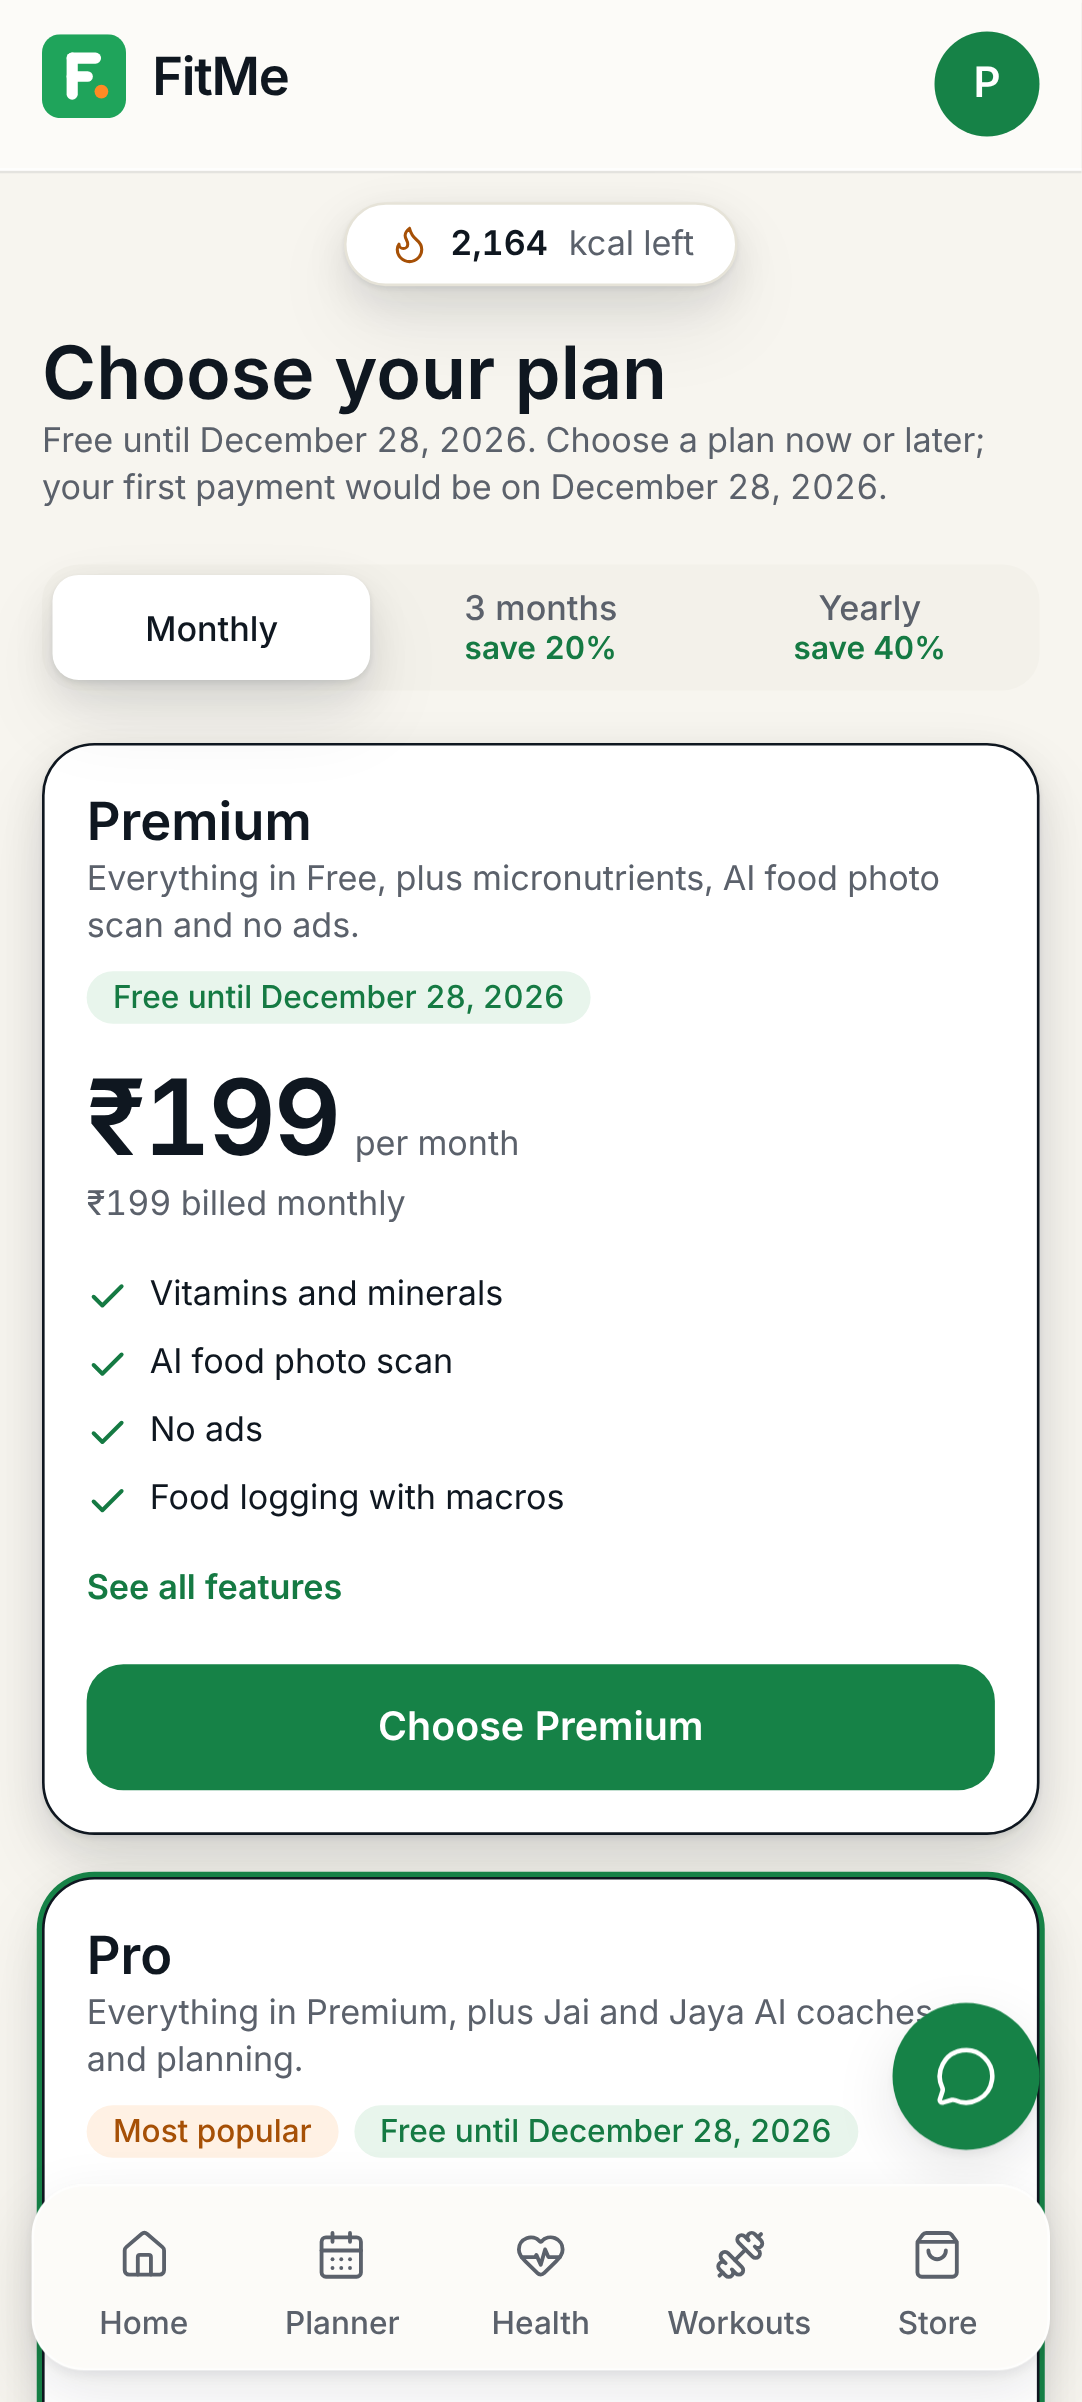 FitMe
P
2,164 kcal left
Choose your plan
Free until December 28, 2026. Choose a plan now or later;
your first payment would be on December 28, 2026.
Monthly
3 months
save 20%
Yearly
save 40%
Premium
Everything in Free, plus micronutrients, AI food photo
scan and no ads.
Free until December 28, 2026
₹199 per month
₹199 billed monthly
Vitamins and minerals
AI food photo scan
No ads
Food logging with macros
See all features
Choose Premium
Pro
Everything in Premium, plus Jai and Jaya AI coaches
and planning.
Most popular
Free until December 28, 2026
Home
Planner
Health
Workouts
Store